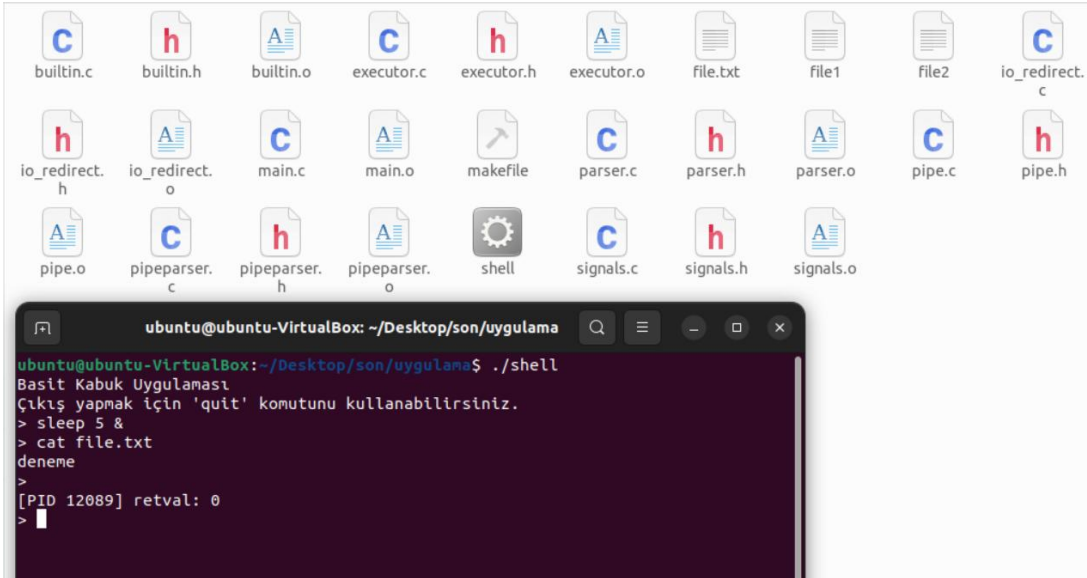 builtin.c
builtin.h
builtin.o
executor.c
executor.h
executor.o
file.txt
file1
file2
io_redirect.
c
io_redirect.
h
io_redirect.
o
main.c
main.o
makefile
parser.c
parser.h
parser.o
pipe.c
pipe.h
pipe.o
pipeparser.
c
pipeparser.
h
pipeparser.
o
shell
signals.c
signals.h
signals.o
ubuntu@ubuntu-VirtualBox: ~/Desktop/son/uygulama
ubuntu@ubuntu-VirtualBox:~/Desktop/son/uygulama$ ./shell
Basit Kabuk Uygulaması
Çıkış yapmak için 'quit' komutunu kullanabilirsiniz.
> sleep 5 &
> cat file.txt
deneme
>
[PID 12089] retval: 0
>